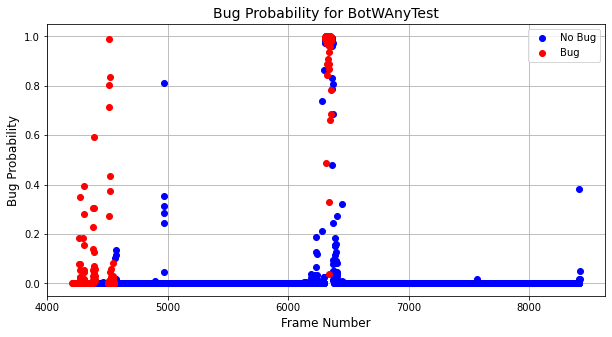 Bug Probability for BotWAnyTest
No Bug
Bug
Bug Probability
1.0
0.8
0.6
0.4
0.2
0.0
4000 5000 6000 7000 8000
Frame Number